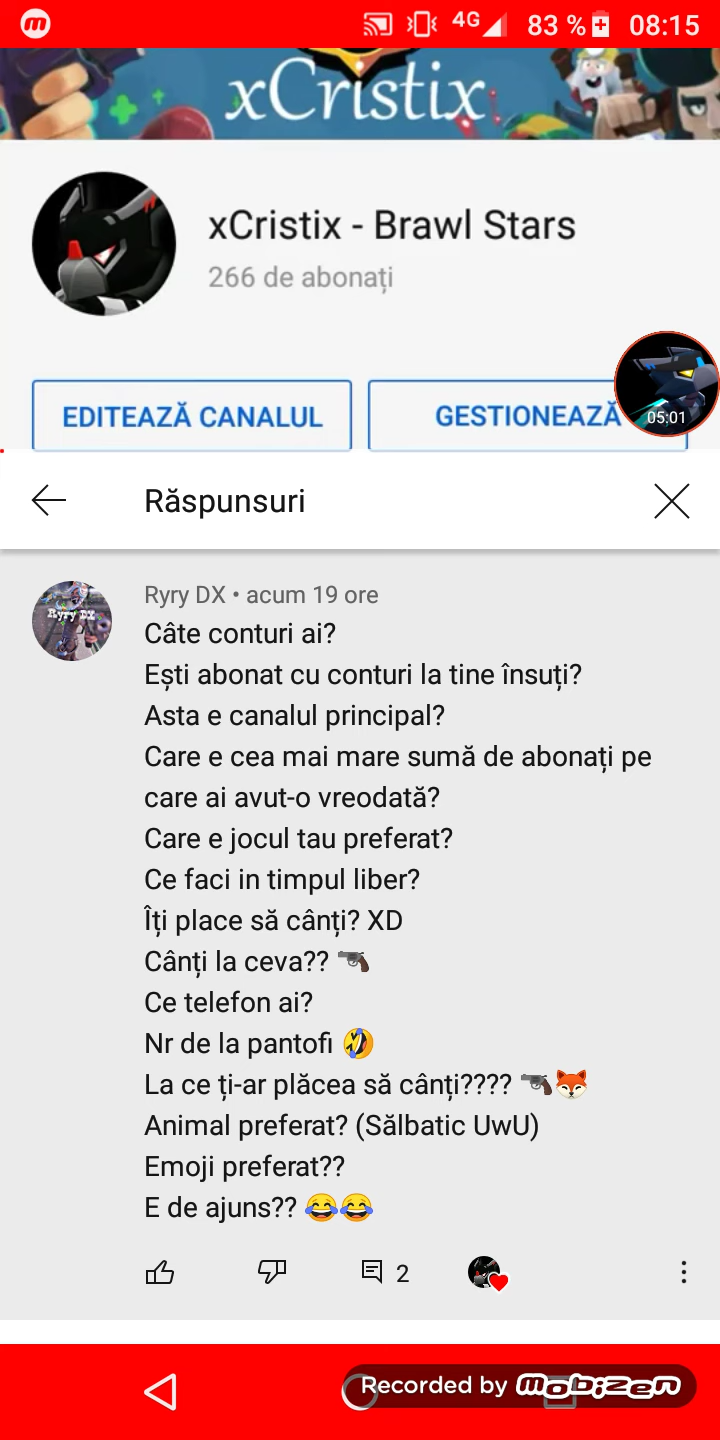 4G 83 % 08:15
xCristix
xCristix - Brawl Stars
266 de abonați
EDITEAZĂ CANALUL
GESTIONEAZĂ
05:01
Răspunsuri
Ryry DX • acum 19 ore
Ryry DX
Câte conturi ai?
Ești abonat cu conturi la tine însuți?
Asta e canalul principal?
Care e cea mai mare sumă de abonați pe
care ai avut-o vreodată?
Care e jocul tau preferat?
Ce faci in timpul liber?
Îți place să cânți? XD
Cânți la ceva?? 🔫
Ce telefon ai?
Nr de la pantofi 🤣
La ce ți-ar plăcea să cânți???? 🔫🦊
Animal preferat? (Sălbatic UwU)
Emoji preferat??
E de ajuns?? 😂😂
2
Recorded by mobizen